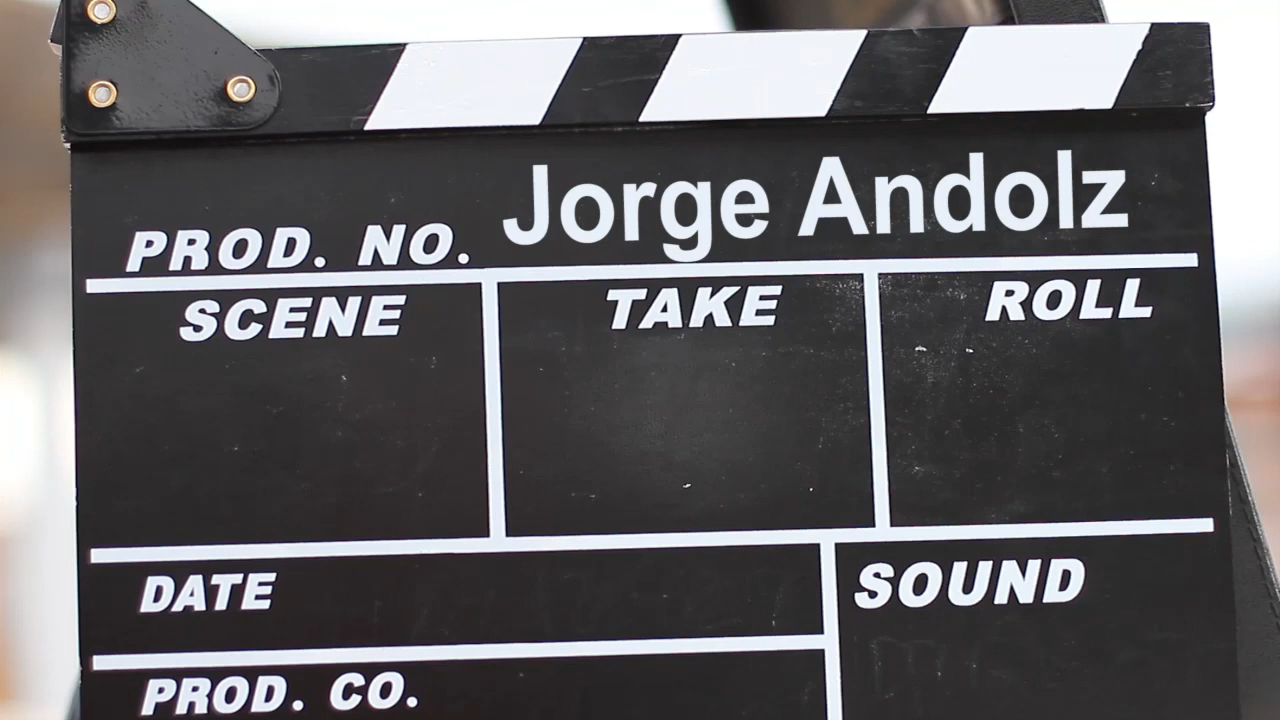 Jorge Andolz
PROD. NO.
SCENE TAKE ROLL
DATE SOUND
PROD. CO.